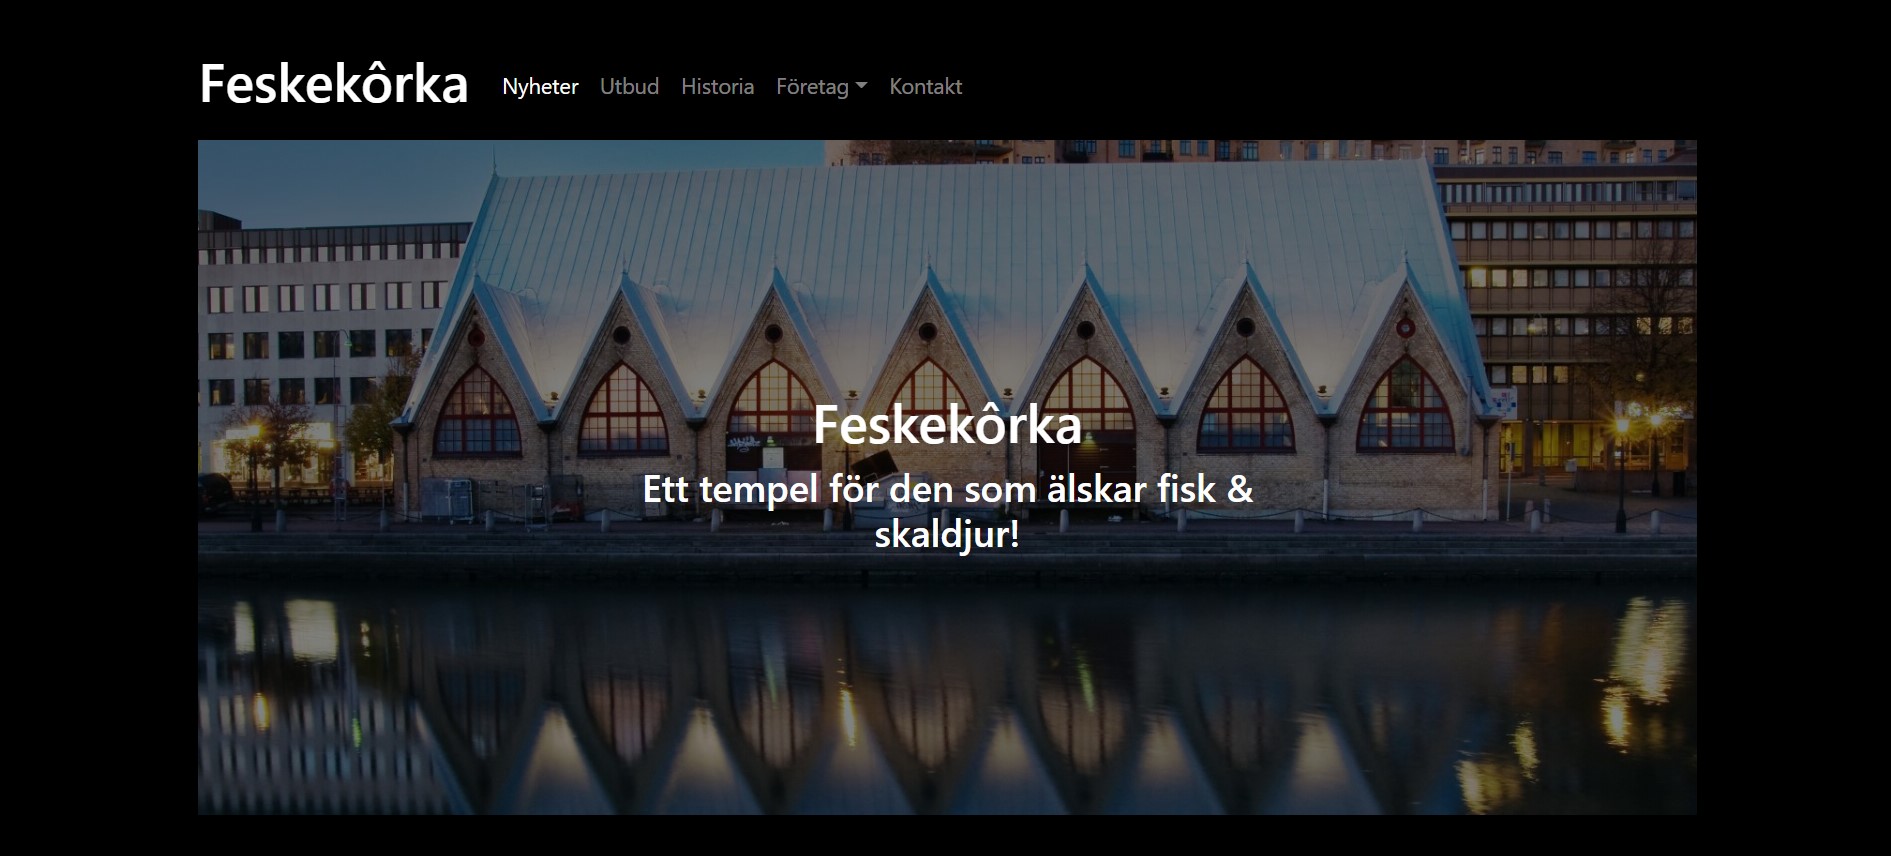 Feskekôrka
Nyheter Utbud Historia Företag Kontakt
Feskekôrka
Ett tempel för den som älskar fisk &
skaldjur!